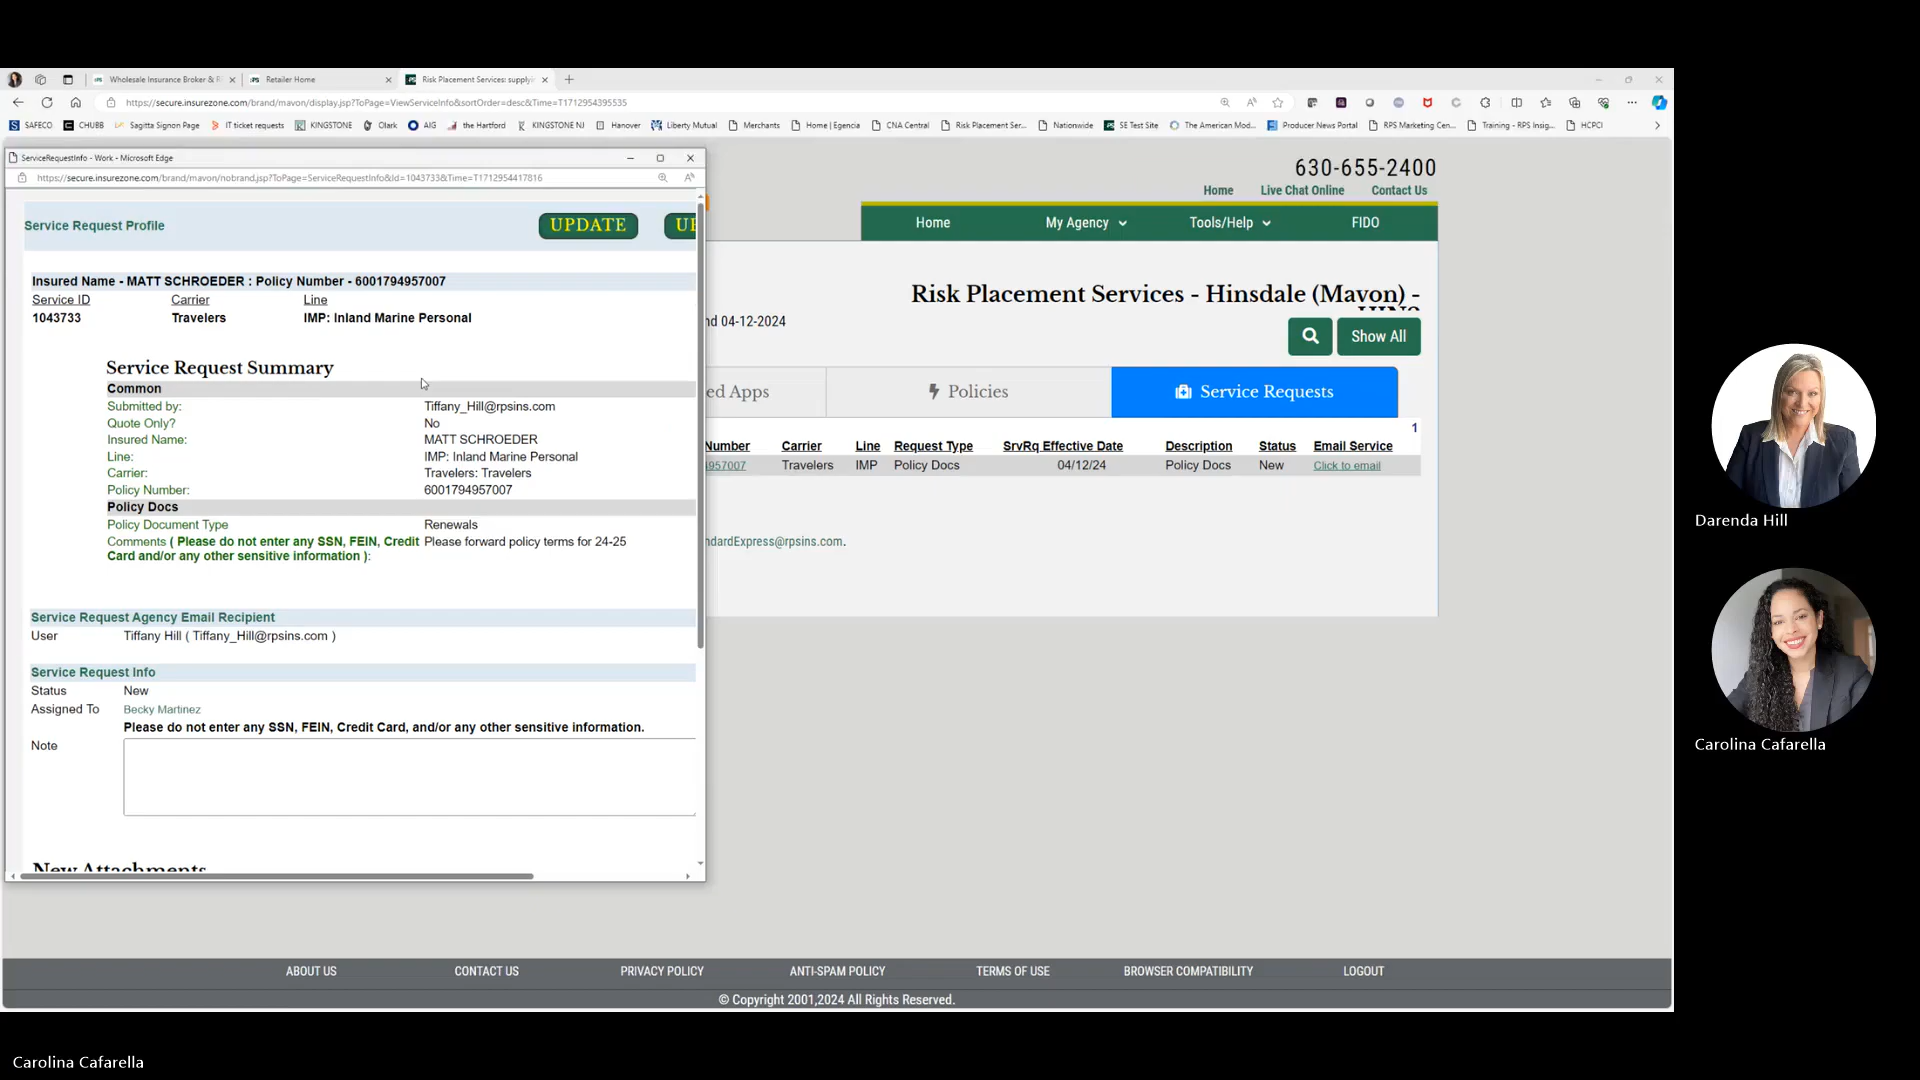 Wholesale Insurance Broker & R
Retailer Home
Risk Placement Services: supplyi
https://secure.insurezone.com/brand/mavon/display.jsp?ToPage=ViewServiceInfo&sortOrder=desc&Time=T1712954395535
SAFECO
CHUBB
Sagitta Signon Page
IT ticket requests
KINGSTONE
Olark
AIG
the Hartford
KINGSTONE NJ
Hanover
Liberty Mutual
Merchants
Home | Egencia
CNA Central
Risk Placement Ser...
Nationwide
SE Test Site
The American Mod...
Producer News Portal
RPS Marketing Cen...
Training - RPS Insig...
HCPCI
ServiceRequestInfo - Work - Microsoft Edge
https://secure.insurezone.com/brand/mavon/nobrand.jsp?ToPage=ServiceRequestInfo&Id=1043733&Time=T1712954417816
Service Request Profile
UPDATE
Insured Name - MATT SCHROEDER : Policy Number - 6001794957007
Service ID Carrier Line
1043733 Travelers IMP: Inland Marine Personal
Service Request Summary
Common
Submitted by: Tiffany_Hill@rpsins.com
Quote Only? No
Insured Name: MATT SCHROEDER
Line: IMP: Inland Marine Personal
Carrier: Travelers: Travelers
Policy Number: 6001794957007
Policy Docs
Policy Document Type Renewals
Comments ( Please do not enter any SSN, FEIN, Credit Please forward policy terms for 24-25
Card and/or any other sensitive information ):
Service Request Agency Email Recipient
User Tiffany Hill ( Tiffany_Hill@rpsins.com )
Service Request Info
Status New
Assigned To Becky Martinez
Please do not enter any SSN, FEIN, Credit Card, and/or any other sensitive information.
Note
New Attachments
630-655-2400
Home Live Chat Online Contact Us
Home My Agency Tools/Help FIDO
Risk Placement Services - Hinsdale (Mavon) -
nd 04-12-2024
Show All
ed Apps Policies Service Requests
1
Number Carrier Line Request Type SrvRq Effective Date Description Status Email Service
4957007 Travelers IMP Policy Docs 04/12/24 Policy Docs New Click to email
ndardExpress@rpsins.com.
ABOUT US CONTACT US PRIVACY POLICY ANTI-SPAM POLICY TERMS OF USE BROWSER COMPATIBILITY LOGOUT
© Copyright 2001,2024 All Rights Reserved.
Darenda Hill
Carolina Cafarella
Carolina Cafarella